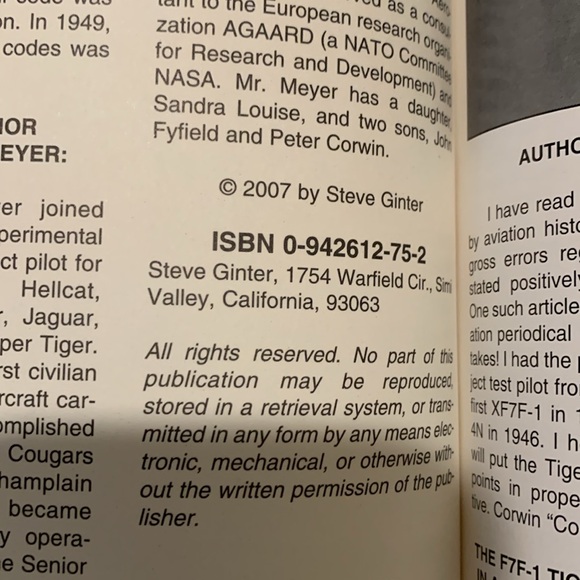 on. In 1949,
codes was
IOR
EYER:
er joined
perimental
ct pilot for
Hellcat,
r, Jaguar,
per Tiger.
rst civilian
rcraft car-
omplished
Cougars
hamplain
became
y opera-
e Senior
as a consul
tant to the European research organi
zation AGAARD (a NATO Committee
for Research and Development) and
NASA. Mr. Meyer has a daughter,
Sandra Louise, and two sons, John
Fyfield and Peter Corwin.
© 2007 by Steve Ginter
ISBN 0-942612-75-2
Steve Ginter, 1754 Warfield Cir., Simi
Valley, California, 93063
All rights reserved. No part of this
publication may be reproduced,
stored in a retrieval system, or trans-
mitted in any form by any means elec-
tronic, mechanical, or otherwise with-
out the written permission of the pub-
lisher.
AUTHO
I have read
by aviation histo
gross errors reg
stated positively
One such article
ation periodical
takes! I had the p
ject test pilot fro
first XF7F-1 in 1
4N in 1946. I h
will put the Tige
points in prope
tive. Corwin "Co
THE F7F-1 TIG